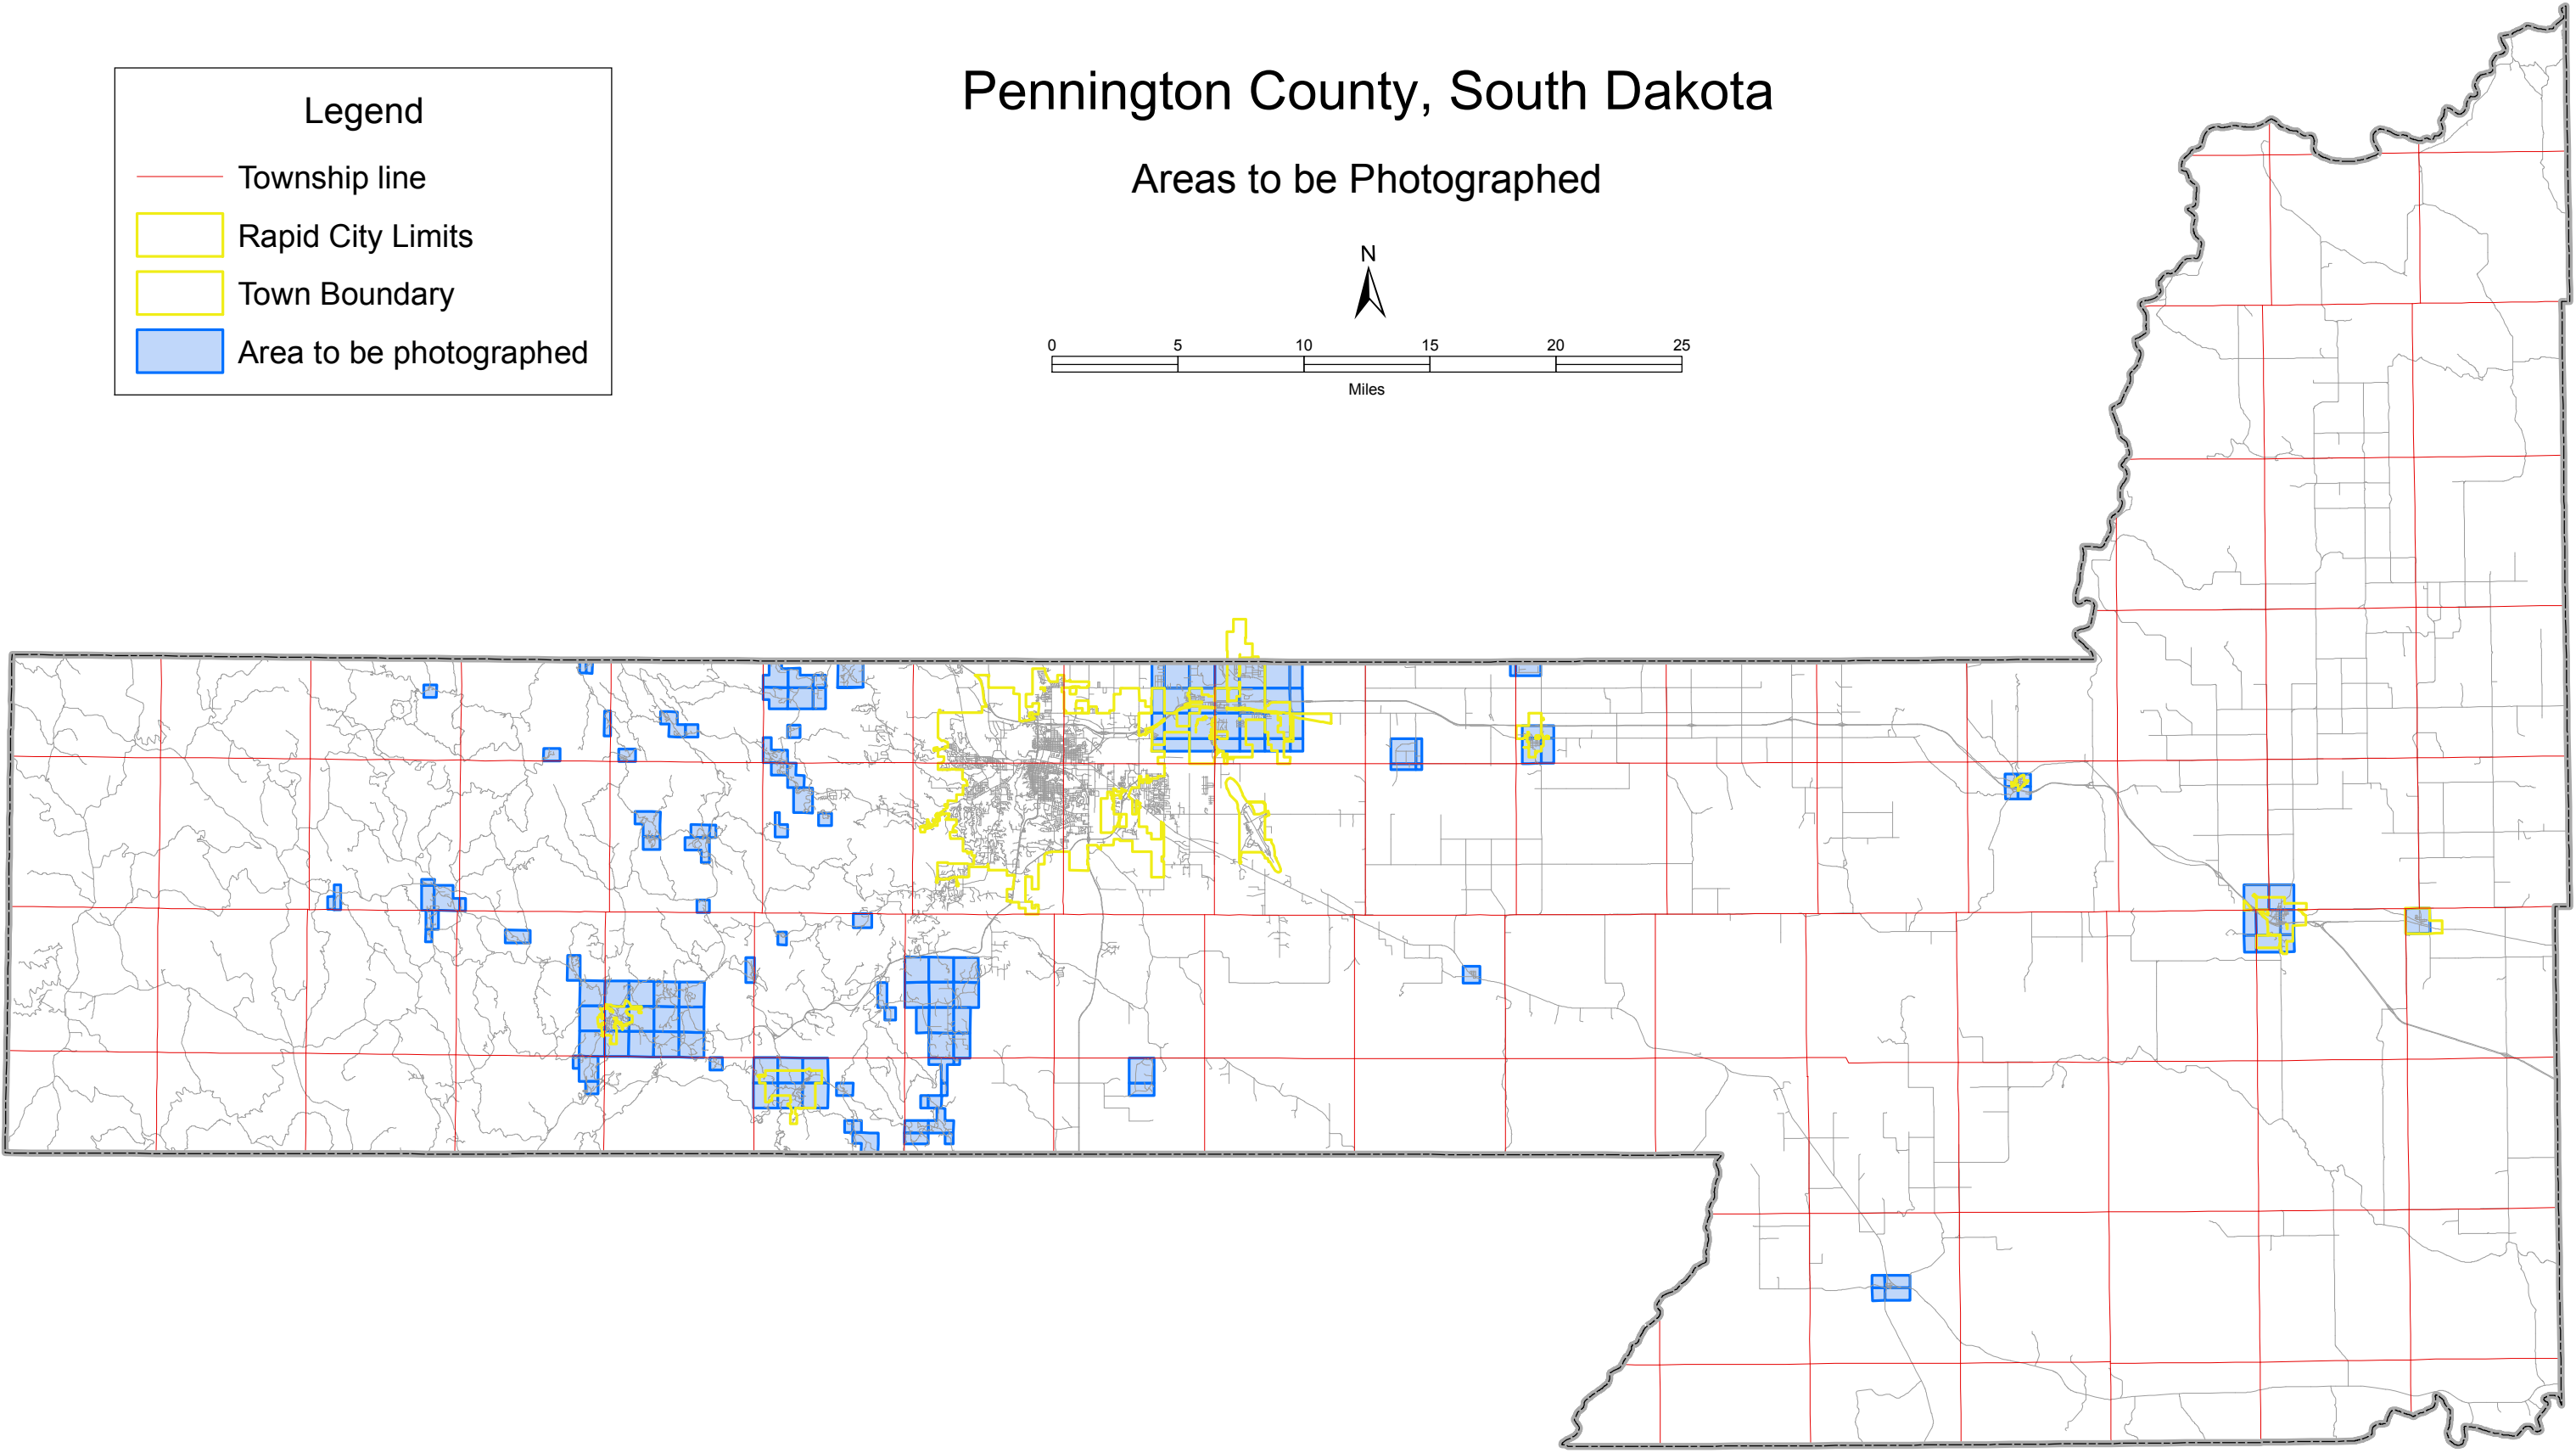 Pennington County, South Dakota
Areas to be Photographed
Legend
Township line
Rapid City Limits
Town Boundary
Area to be photographed
N
0 5 10 15 20 25
Miles